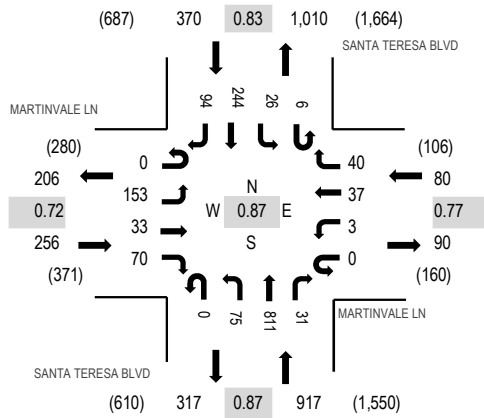 (687) 370 0.83 1,010 (1,664)
SANTA TERESA BLVD
94 244 26 6
MARTINVALE LN
(280)
206
0.72
256
(371)
0
153
33
70
N
W 0.87 E
S
40
37
3
0
(106)
80
0.77
90
(160)
0 75 811 31
MARTINVALE LN
SANTA TERESA BLVD
(610) 317 0.87 917 (1,550)